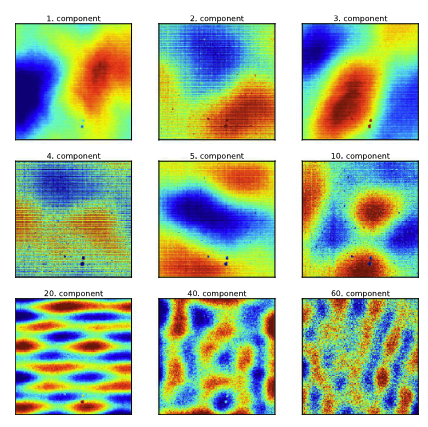 1. component
2. component
3. component
4. component
5. component
10. component
20. component
40. component
60. component